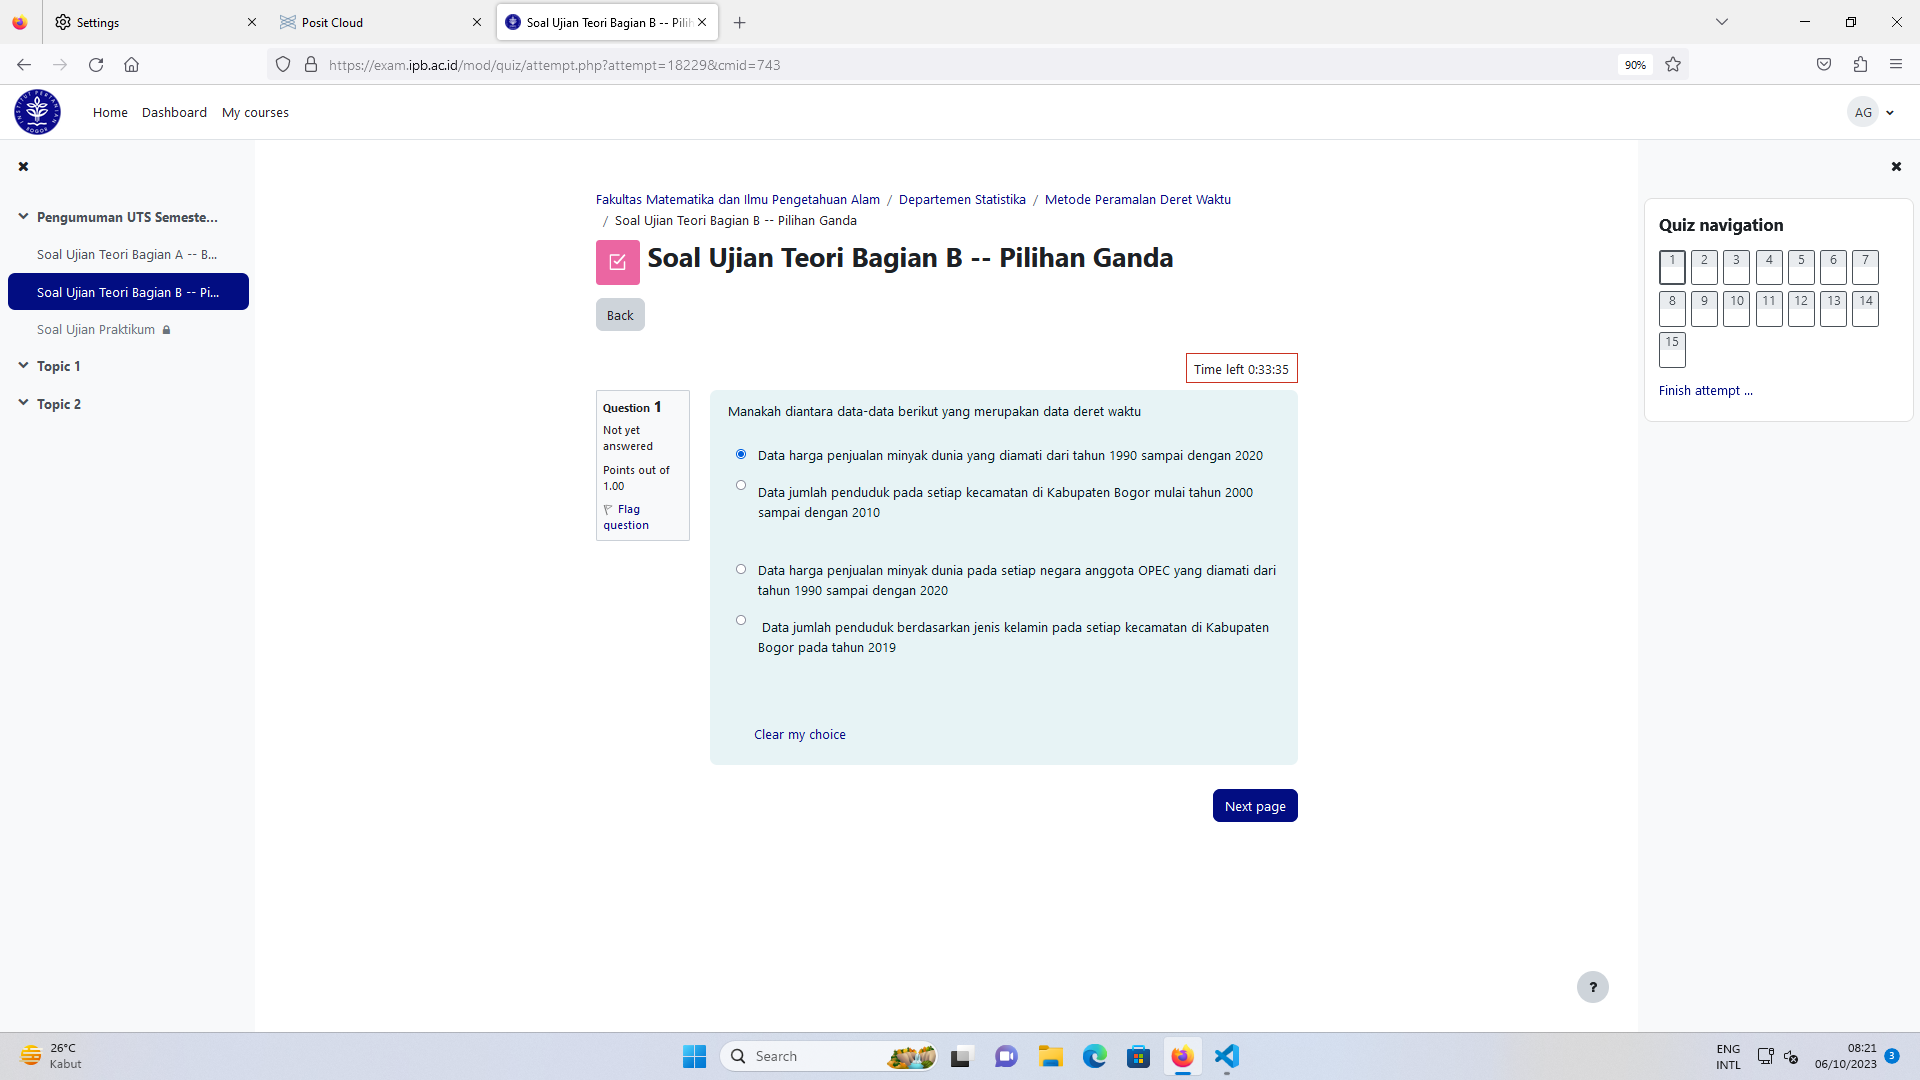 Settings
Posit Cloud
Soal Ujian Teori Bagian B -- Pilih
https://exam.ipb.ac.id/mod/quiz/attempt.php?attempt=18229&cmid=743
90%
INSTITUT PERTANIAN BOGOR
Home
Dashboard
My courses
AG
Pengumuman UTS Semeste...
Soal Ujian Teori Bagian A -- B...
Soal Ujian Teori Bagian B -- Pi...
Soal Ujian Praktikum
Topic 1
Topic 2
Fakultas Matematika dan Ilmu Pengetahuan Alam / Departemen Statistika / Metode Peramalan Deret Waktu
/ Soal Ujian Teori Bagian B -- Pilihan Ganda
Soal Ujian Teori Bagian B -- Pilihan Ganda
Back
Time left 0:33:35
Question 1
Not yet
answered
Points out of
1.00
Flag
question
Manakah diantara data-data berikut yang merupakan data deret waktu
Data harga penjualan minyak dunia yang diamati dari tahun 1990 sampai dengan 2020
Data jumlah penduduk pada setiap kecamatan di Kabupaten Bogor mulai tahun 2000
sampai dengan 2010
Data harga penjualan minyak dunia pada setiap negara anggota OPEC yang diamati dari
tahun 1990 sampai dengan 2020
Data jumlah penduduk berdasarkan jenis kelamin pada setiap kecamatan di Kabupaten
Bogor pada tahun 2019
Clear my choice
Next page
Quiz navigation
1 2 3 4 5 6 7
8 9 10 11 12 13 14
15
Finish attempt ...
?
26°C
Kabut
Search
ENG
INTL
08:21
06/10/2023
3